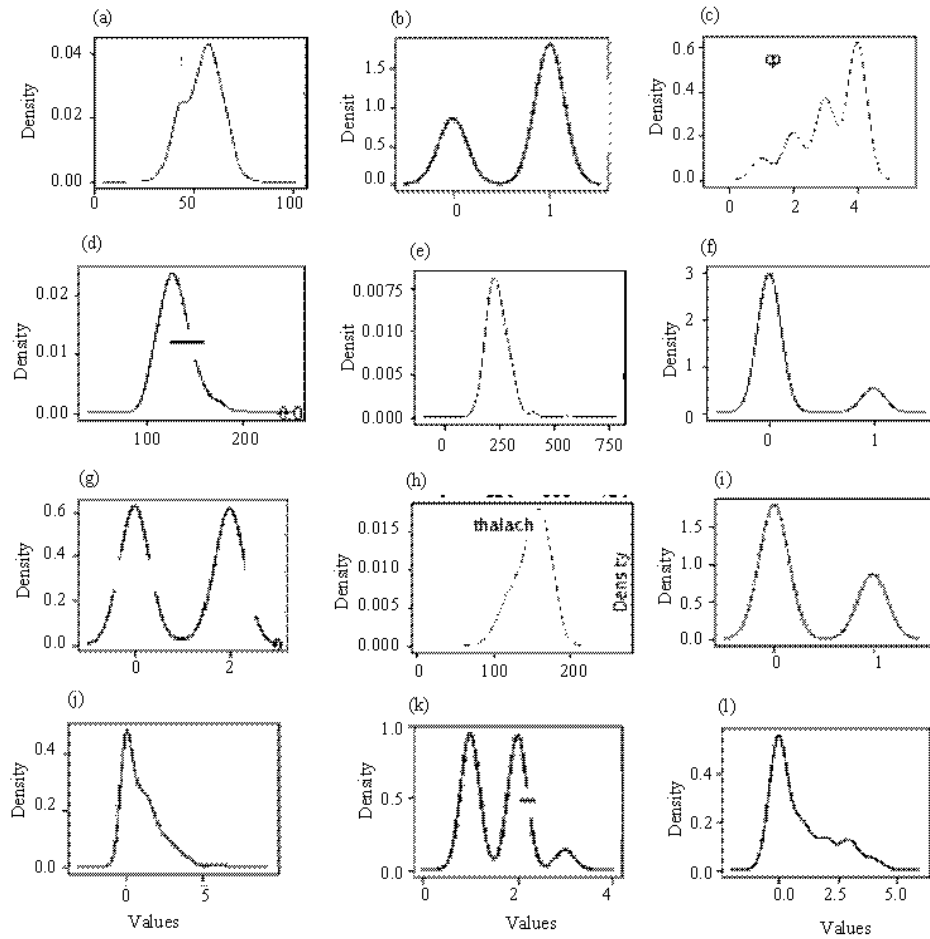 (a) (b) (c)
Density 0.04 0.02 0.00
0 50 100
Densit 1.5 1.0 0.5 0.0
0 1
Density 0.6 0.4 0.2 0.0
0 2 4
(d) (e) (f)
Density 0.02 0.01 0.00
100 200
Densit 0.0075 0.010 0.005 0.000
0 250 500 750
Density 3 2 1 0
0 1
(g) (h) (i)
Density 0.6 0.4 0.2 0.0
0 2
thalach
Density 0.015 0.010 0.005 0.000
0 100 200
Density 1.5 1.0 0.5 0.0
0 1
(j) (k) (l)
Density 0.4 0.2 0.0
0 5
Values
Density 1.0 0.5 0.0
0 2 4
Values
Density 0.4 0.2 0.0
0.0 2.5 5.0
Values